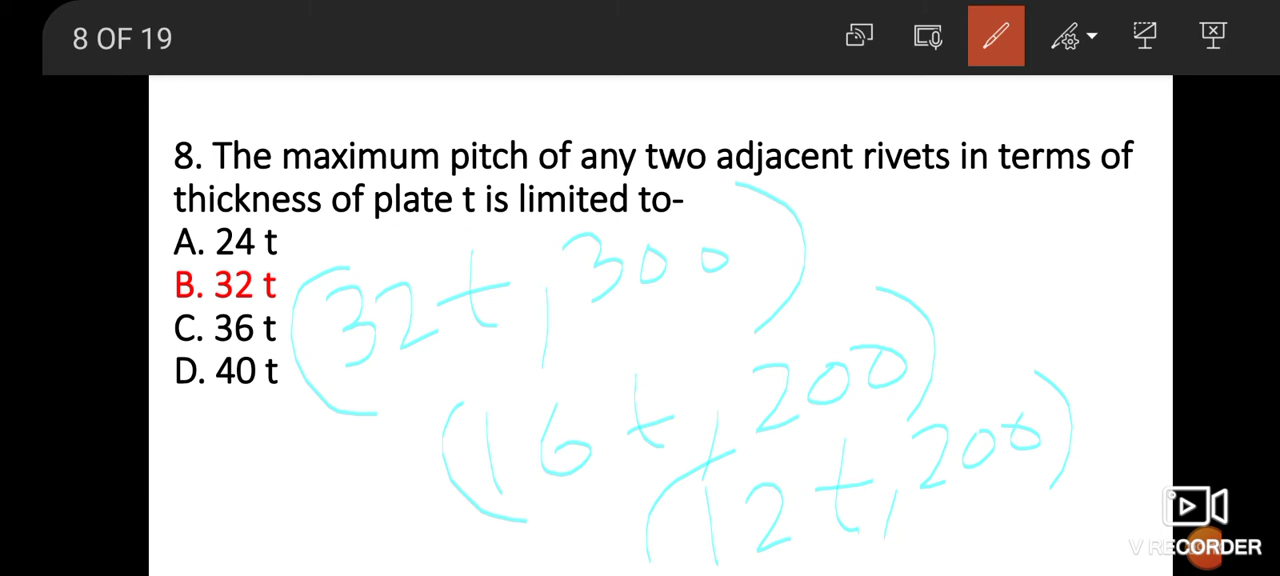 8 OF 19
8. The maximum pitch of any two adjacent rivets in terms of
thickness of plate t is limited to-
A. 24 t
B. 32 t
C. 36 t
D. 40 t
(32t, 300)
(16t, 200)
(12t, 200)
V RECORDER